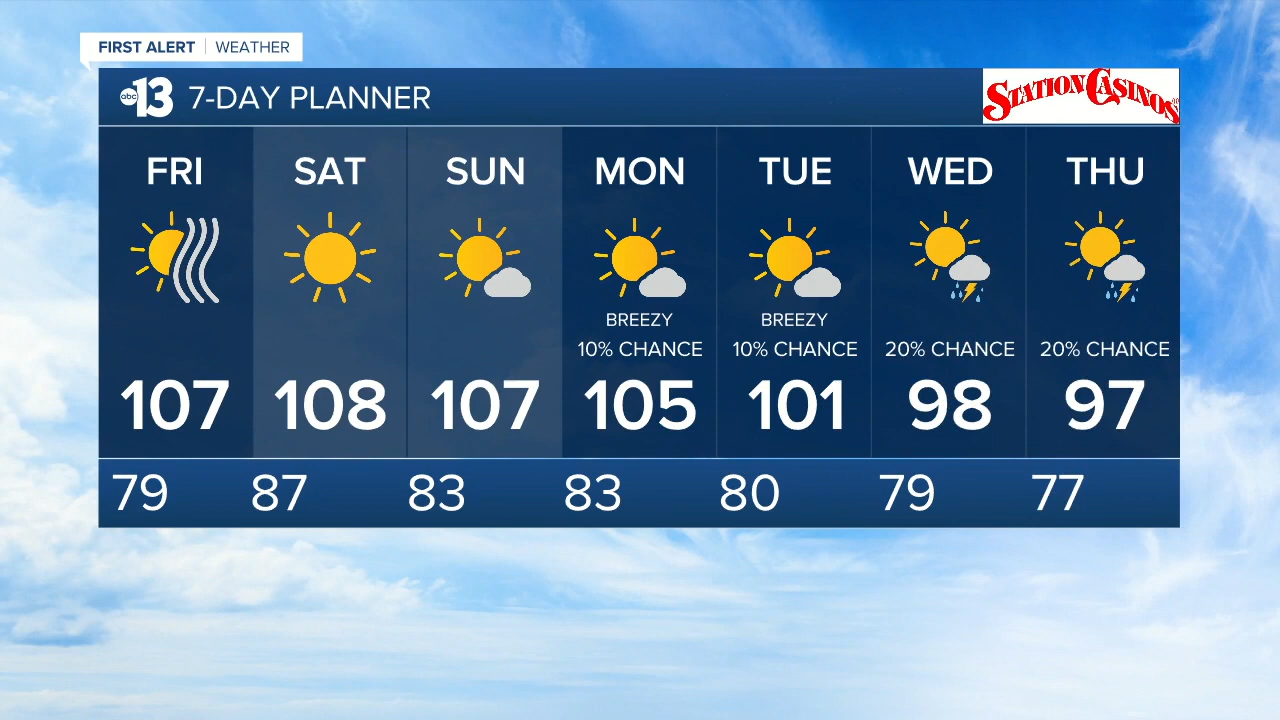 FIRST ALERT | WEATHER
abc 13 7-DAY PLANNER
STATION CASINOS
FRI SAT SUN MON TUE WED THU
BREEZY BREEZY
10% CHANCE 10% CHANCE 20% CHANCE 20% CHANCE
107 108 107 105 101 98 97
79 87 83 83 80 79 77